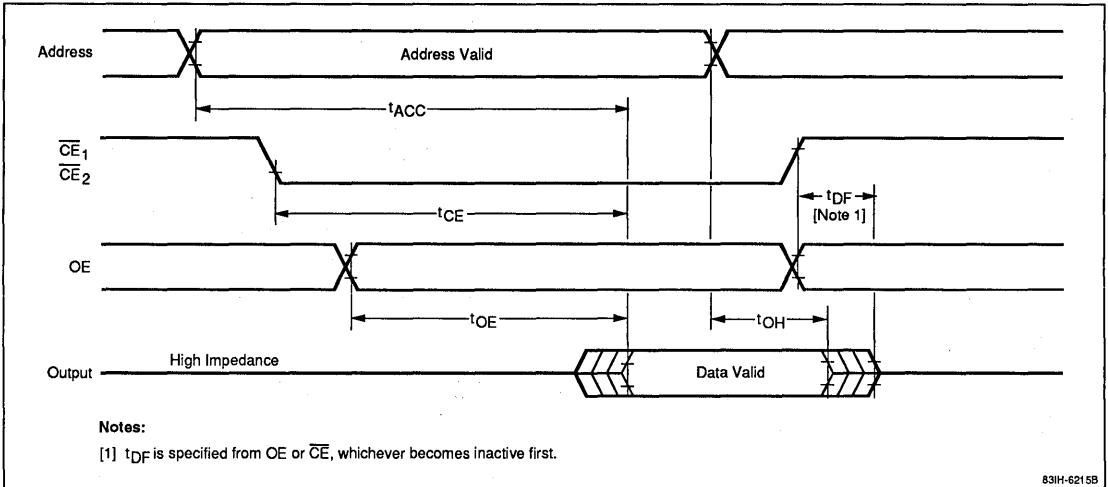 Address
Address Valid
tACC
CE1
CE2
tCE
tDF
[Note 1]
OE
tOE
tOH
Output
High Impedance
Data Valid
Notes:
[1] tDF is specified from OE or CE, whichever becomes inactive first.
83IH-6215B